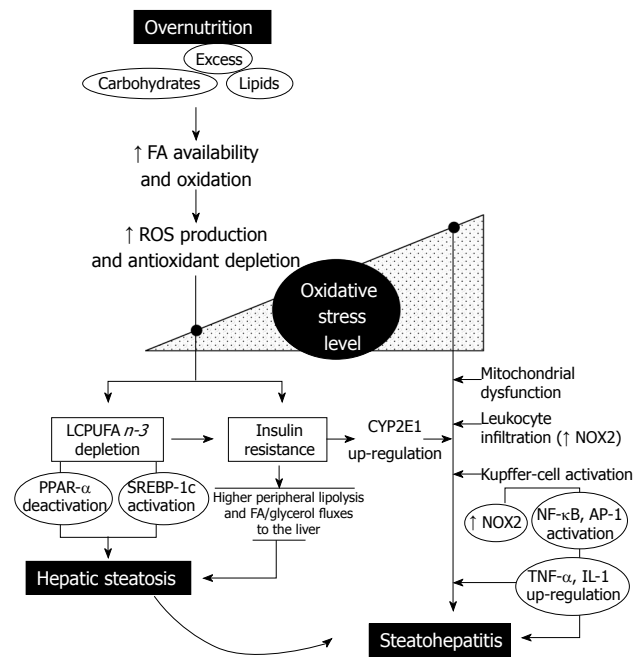 Overnutrition
Excess
Carbohydrates
Lipids
↑ FA availability
and oxidation
↑ ROS production
and antioxidant depletion
Oxidative
stress
level
Mitochondrial
dysfunction
Leukocyte
infiltration (↑ NOX2)
LCPUFA n-3
depletion
Insulin
resistance
CYP2E1
up-regulation
Kupffer-cell activation
PPAR-α
deactivation
SREBP-1c
activation
Higher peripheral lipolysis
and FA/glycerol fluxes
to the liver
↑ NOX2
NF-κB, AP-1
activation
Hepatic steatosis
TNF-α, IL-1
up-regulation
Steatohepatitis